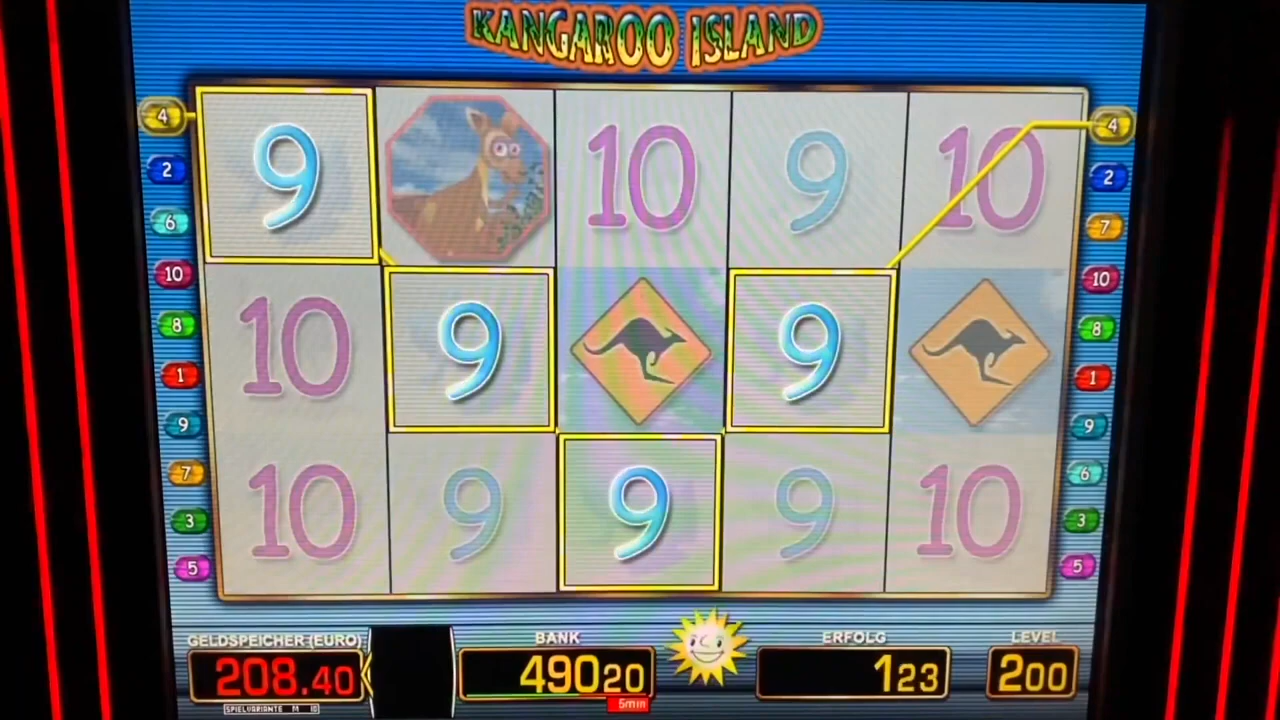 KANGAROO ISLAND
4 9 10 9 10 4
2 2
6 7
10 10
10 9 9
8 8
1 1
9 9
7 6
10 9 9 9 10
3 3
5 5
GELDSPEICHER (EURO) BANK ERFOLG LEVEL
208.40 49020 123 200
5min
SPIELVARIANTE M 10